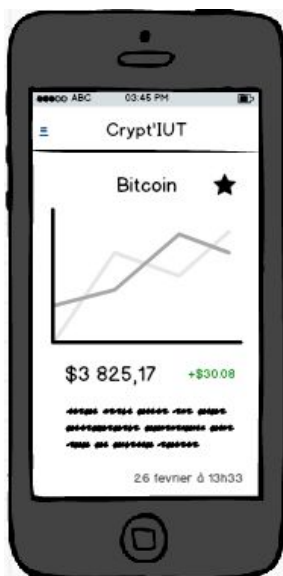 ABC 03:45 PM
Crypt'IUT
Bitcoin
$3 825,17 +$30.08
26 fevrier à 13h33